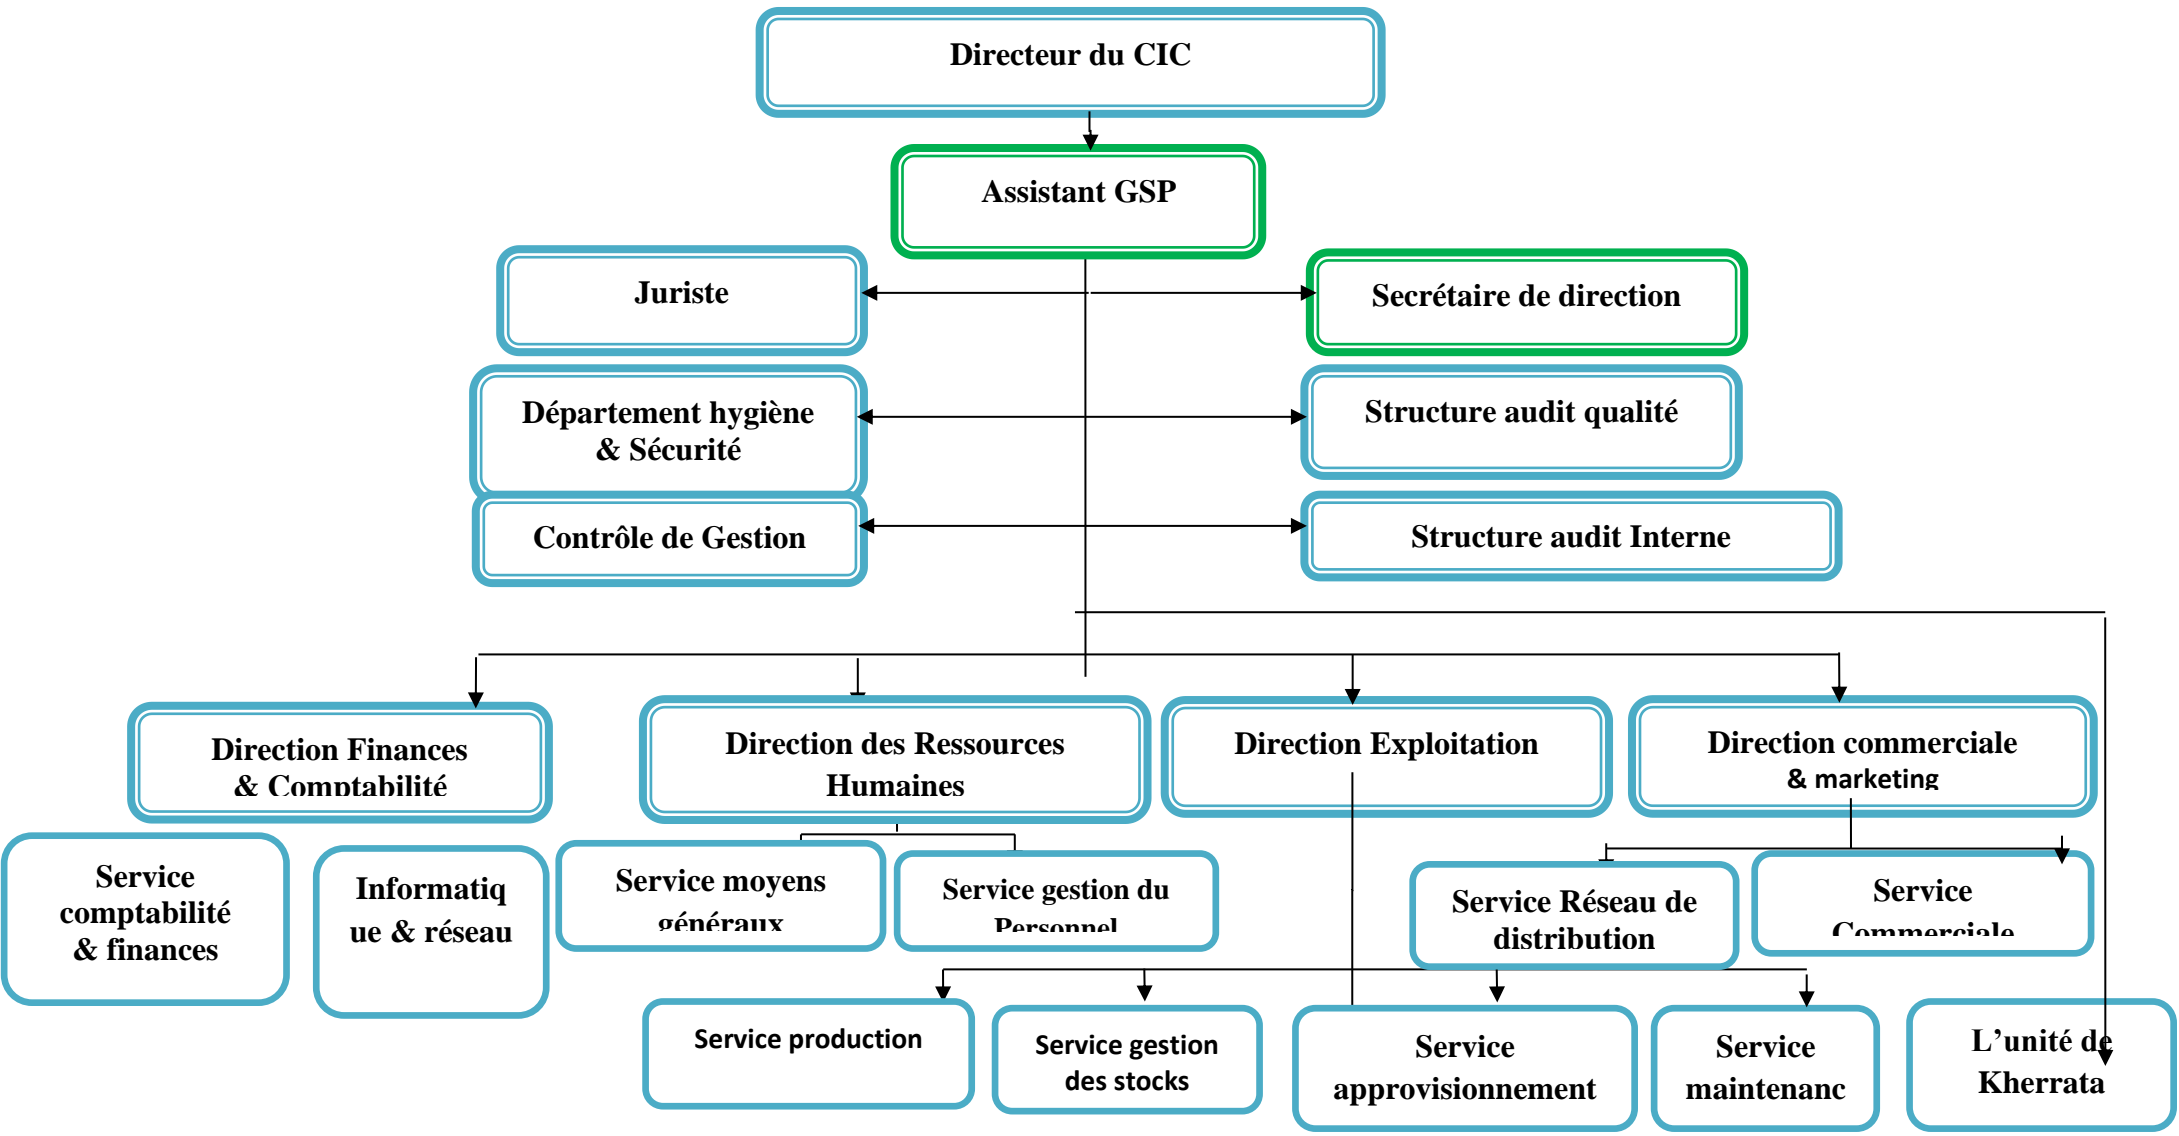 Directeur du CIC
Assistant GSP
Juriste
Secrétaire de direction
Département hygiène
& Sécurité
Structure audit qualité
Contrôle de Gestion
Structure audit Interne
Direction Finances
& Comptabilité
Direction des Ressources
Humaines
Direction Exploitation
Direction commerciale
& marketing
Service
comptabilité
& finances
Informatiq
ue & réseau
Service moyens
généraux
Service gestion du
Personnel
Service Réseau de
distribution
Service
Commerciale
Service production
Service gestion
des stocks
Service
approvisionnement
Service
maintenanc
L’unité de
Kherrata